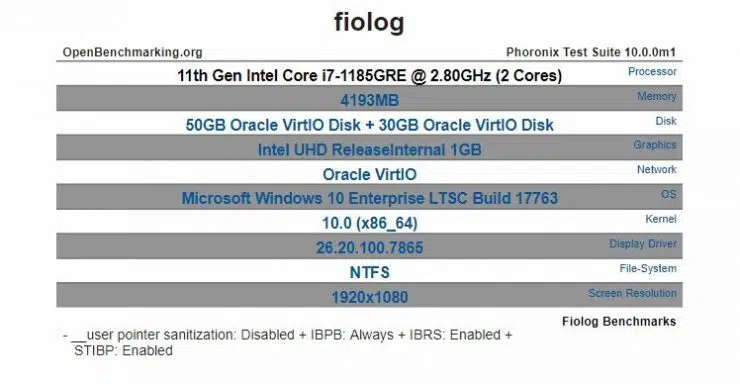 fiolog
OpenBenchmarking.org Phoronix Test Suite 10.0.0m1
11th Gen Intel Core i7-1185GRE @ 2.80GHz (2 Cores) Processor
4193MB Memory
50GB Oracle VirtIO Disk + 30GB Oracle VirtIO Disk Disk
Intel UHD ReleaseInternal 1GB Graphics
Oracle VirtIO Network
Microsoft Windows 10 Enterprise LTSC Build 17763 OS
10.0 (x86_64) Kernel
26.20.100.7865 Display Driver
NTFS File-System
1920x1080 Screen Resolution
Fiolog Benchmarks
- __user pointer sanitization: Disabled + IBPB: Always + IBRS: Enabled +
STIBP: Enabled